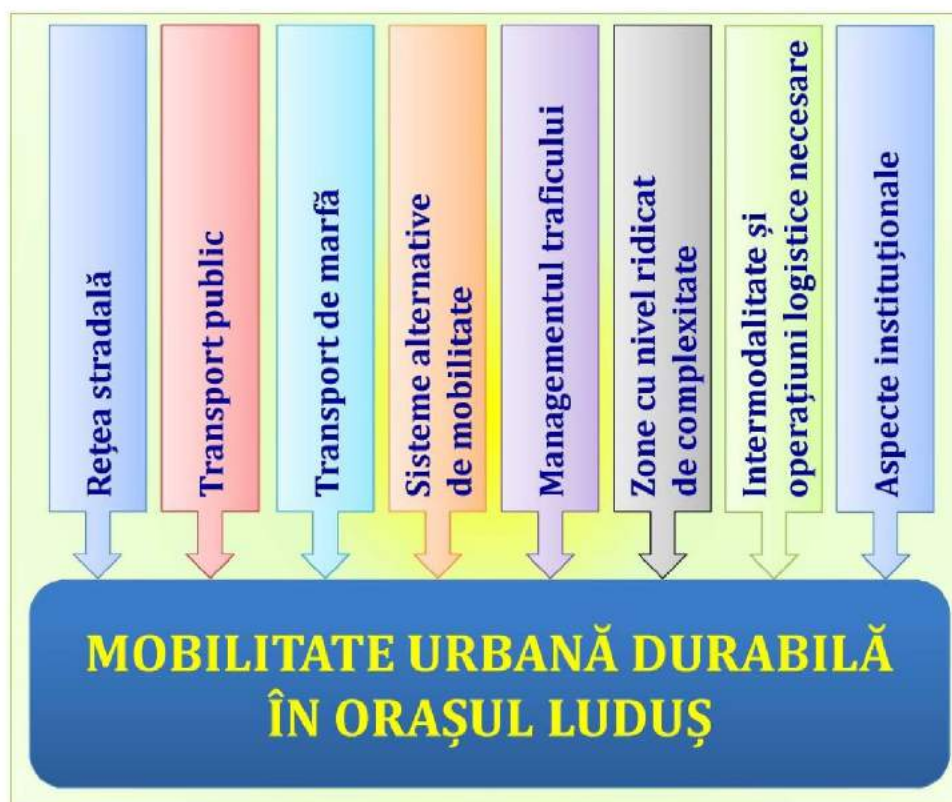 Rețea stradală
Transport public
Transport de marfă
Sisteme alternative
de mobilitate
Managementul traficului
Zone cu nivel ridicat
de complexitate
Intermodalitate și
operațiuni logistice necesare
Aspecte instituționale
MOBILITATE URBANĂ DURABILĂ
ÎN ORAȘUL LUDUȘ